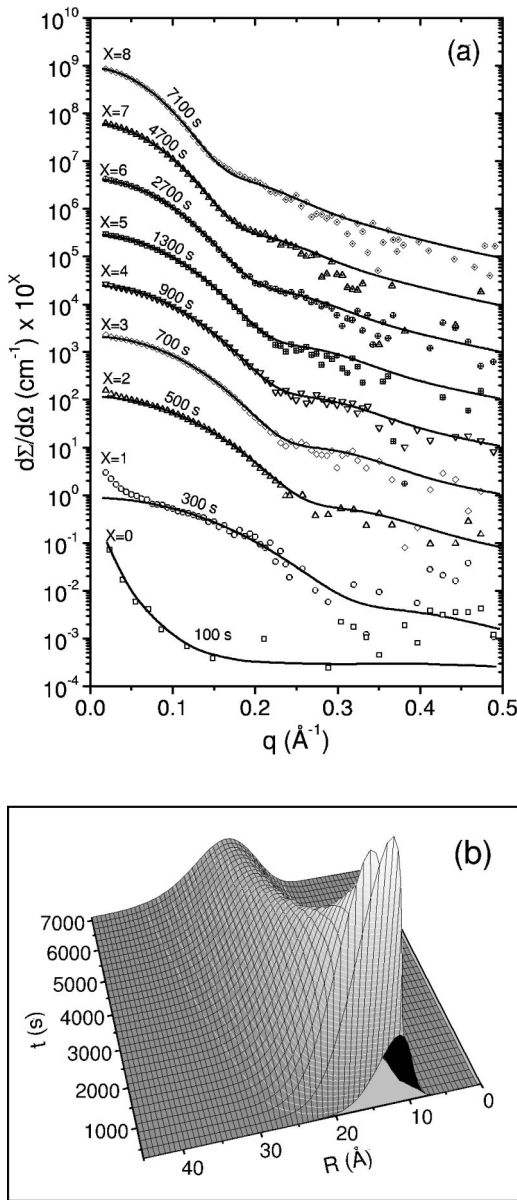 (a)
10^10
10^9
10^8
10^7
10^6
10^5
10^4
10^3
10^2
10^1
10^0
10^-1
10^-2
10^-3
10^-4
dΣ/dΩ (cm^-1) x 10^X
X=8
7100 s
X=7
4700 s
X=6
2700 s
X=5
1300 s
X=4
900 s
X=3
700 s
X=2
500 s
X=1
300 s
X=0
100 s
0.0 0.1 0.2 0.3 0.4 0.5
q (Å^-1)
(b)
7000
6000
5000
4000
3000
2000
1000
t (s)
40 30 20 10 0
R (Å)